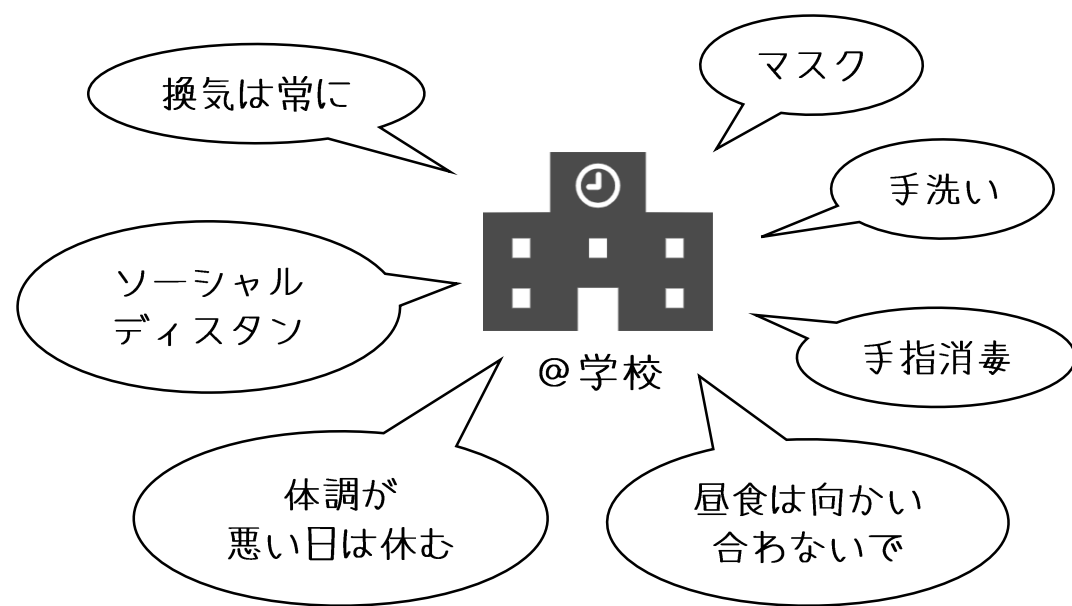 換気は常に
マスク
手洗い
ソーシャル
ディスタン
手指消毒
@学校
体調が
悪い日は休む
昼食は向かい
合わないで